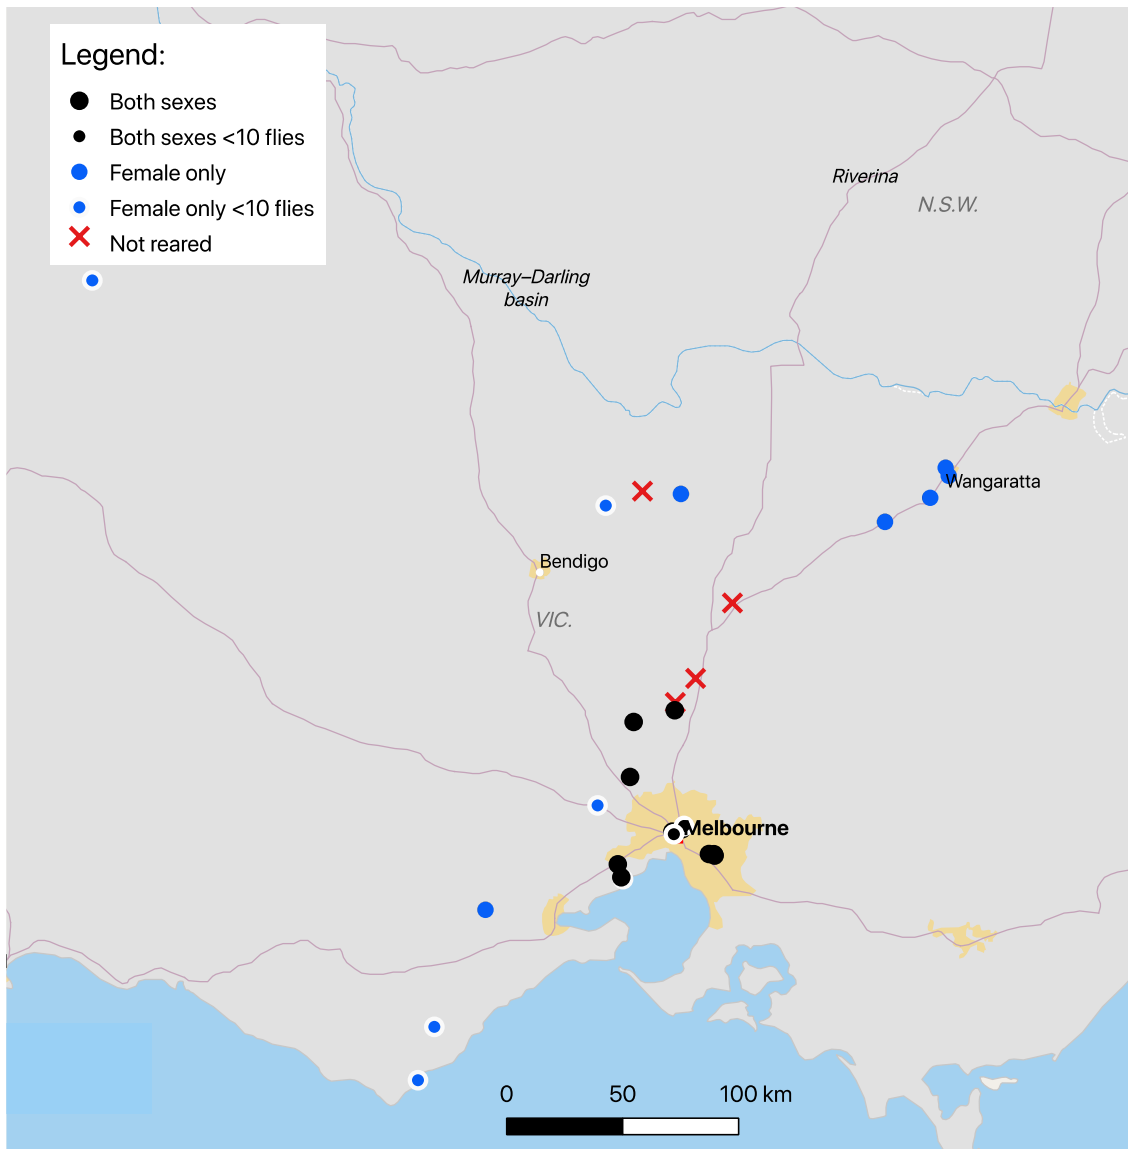 Legend:
Both sexes
Both sexes <10 flies
Female only
Female only <10 flies
Not reared
Riverina
N.S.W.
Murray–Darling
basin
Wangaratta
Bendigo
VIC.
Melbourne
0 50 100 km